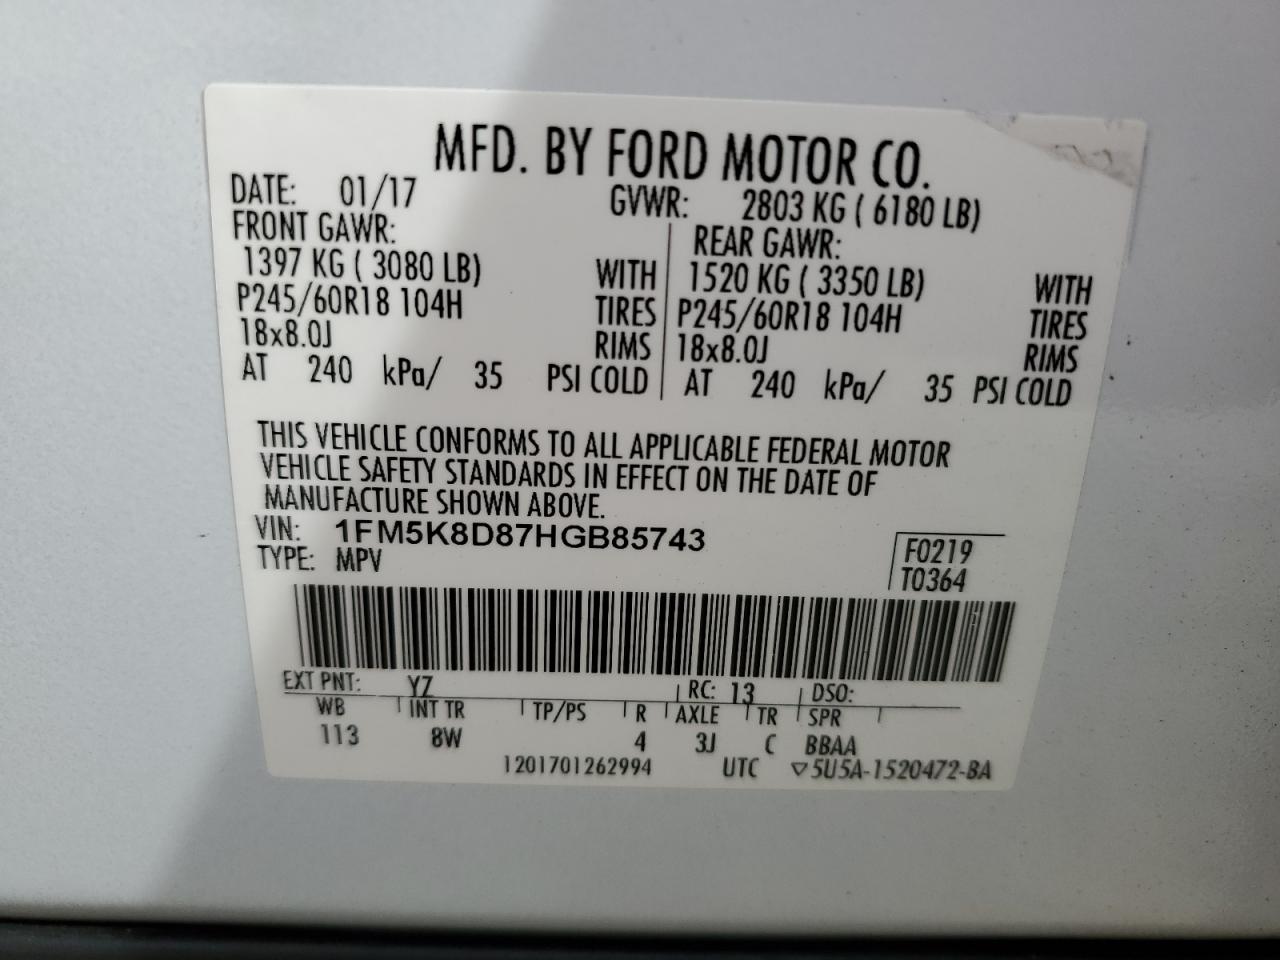 MFD. BY FORD MOTOR CO.
DATE: 01/17 GVWR: 2803 KG ( 6180 LB)
FRONT GAWR: REAR GAWR:
1397 KG ( 3080 LB) WITH 1520 KG ( 3350 LB) WITH
P245/60R18 104H TIRES P245/60R18 104H TIRES
18x8.0J RIMS 18x8.0J RIMS
AT 240 kPa/ 35 PSI COLD AT 240 kPa/ 35 PSI COLD
THIS VEHICLE CONFORMS TO ALL APPLICABLE FEDERAL MOTOR
VEHICLE SAFETY STANDARDS IN EFFECT ON THE DATE OF
MANUFACTURE SHOWN ABOVE.
VIN: 1FM5K8D87HGB85743
TYPE: MPV
F0219
T0364
EXT PNT: YZ RC: 13 DSO:
WB INT TR TP/PS R AXLE TR SPR
113 8W 4 3J C BBAA
1201701262994 UTC ▽5U5A-1520472-BA